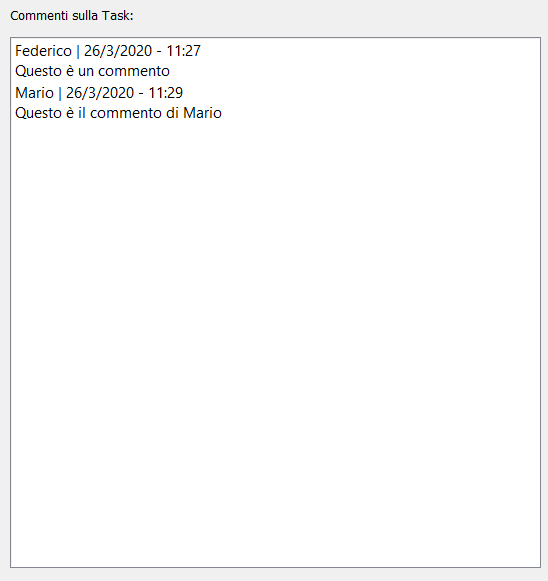 Commenti sulla Task:
Federico | 26/3/2020 - 11:27
Questo è un commento
Mario | 26/3/2020 - 11:29
Questo è il commento di Mario